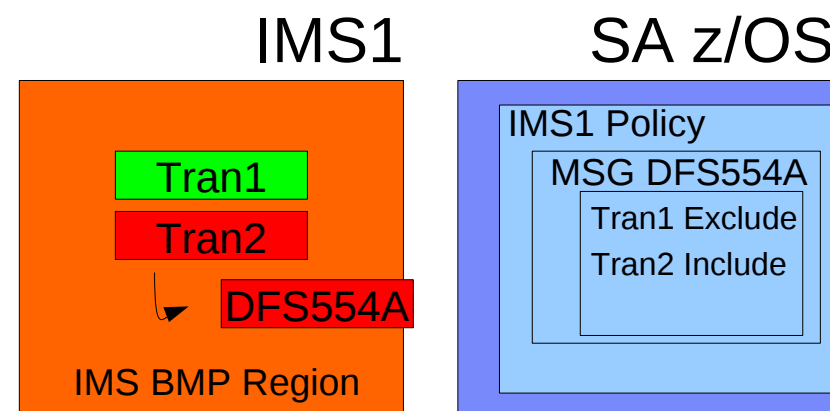 IMS1
Tran1
Tran2
DFS554A
IMS BMP Region
SA z/OS
IMS1 Policy
MSG DFS554A
Tran1 Exclude
Tran2 Include